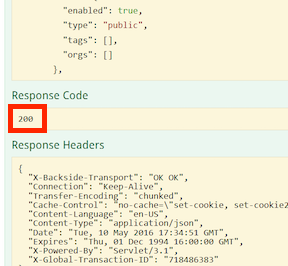 "enabled": true,
"type": "public",
"tags": [],
"orgs": []
},
Response Code
200
Response Headers
{
"X-Backside-Transport": "OK OK",
"Connection": "Keep-Alive",
"Transfer-Encoding": "chunked",
"Cache-Control": "no-cache=\"set-cookie, set-cookie2
"Content-Language": "en-US",
"Content-Type": "application/json",
"Date": "Tue, 10 May 2016 17:34:51 GMT",
"Expires": "Thu, 01 Dec 1994 16:00:00 GMT",
"X-Powered-By": "Servlet/3.1",
"X-Global-Transaction-ID": "718486383"